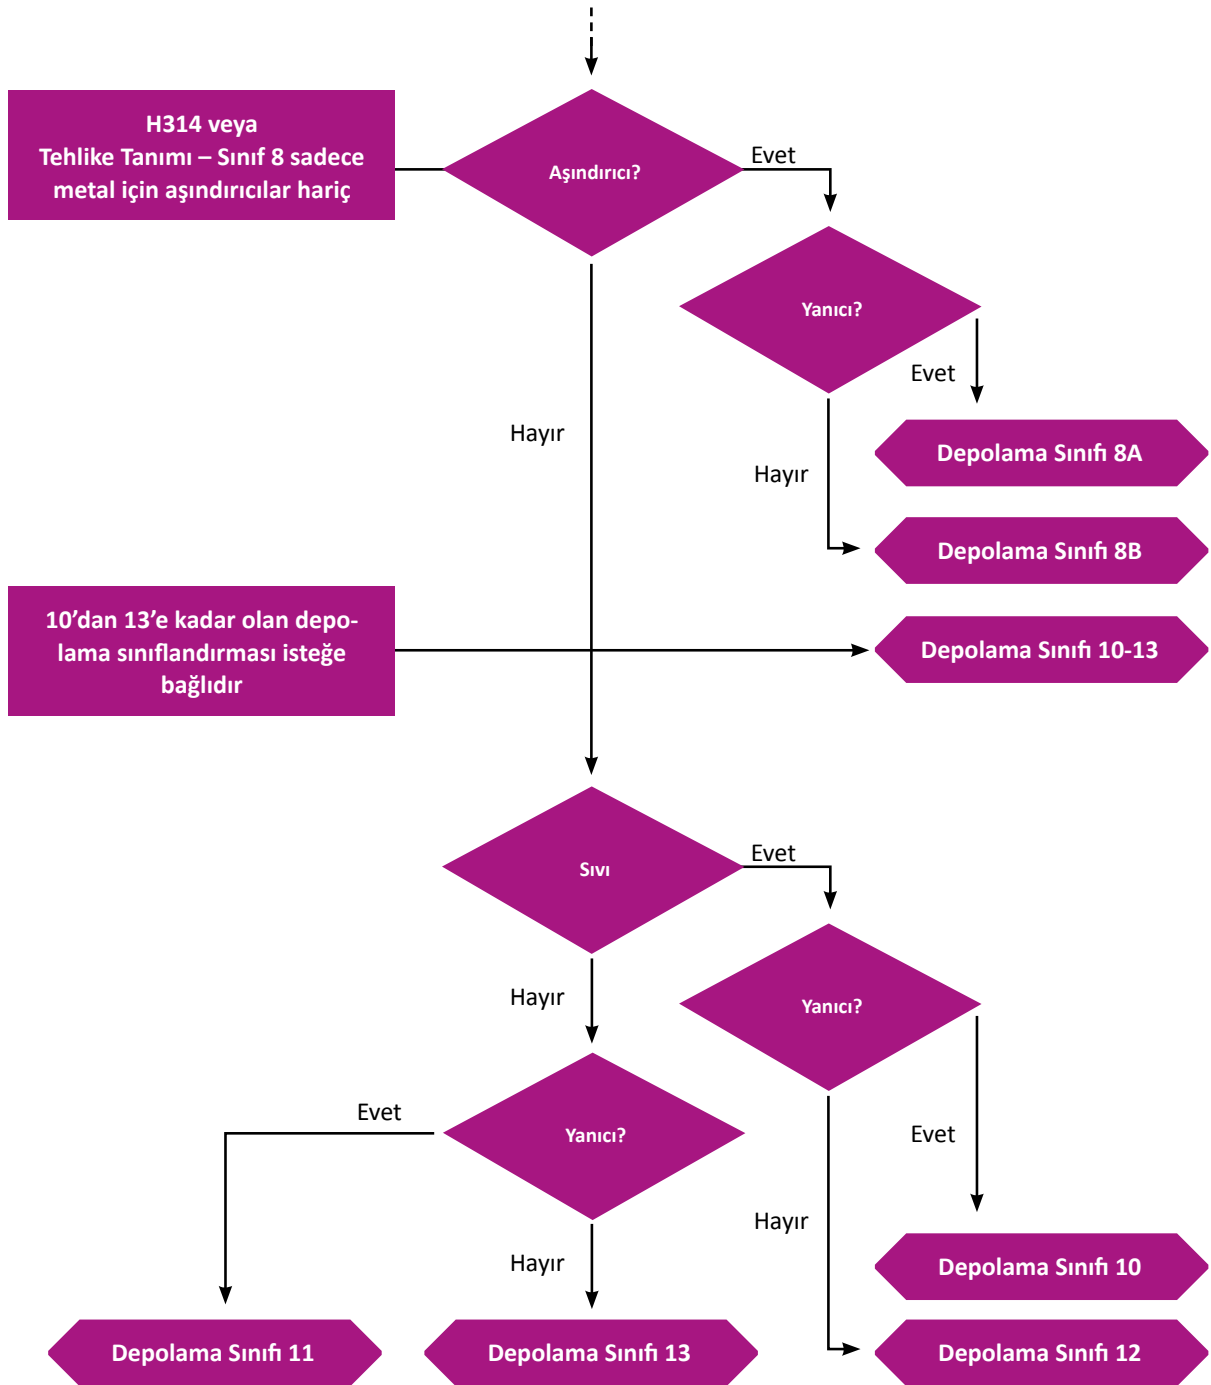 H314 veya
Tehlike Tanımı – Sınıf 8 sadece
metal için aşındırıcılar hariç
Aşındırıcı?
Evet
Yanıcı?
Evet
Hayır
Depolama Sınıfı 8A
Hayır
Depolama Sınıfı 8B
10’dan 13’e kadar olan depo-
lama sınıflandırması isteğe
bağlıdır
Depolama Sınıfı 10-13
Sıvı
Evet
Hayır
Yanıcı?
Evet
Yanıcı?
Evet
Hayır
Hayır
Depolama Sınıfı 10
Depolama Sınıfı 11
Depolama Sınıfı 13
Depolama Sınıfı 12